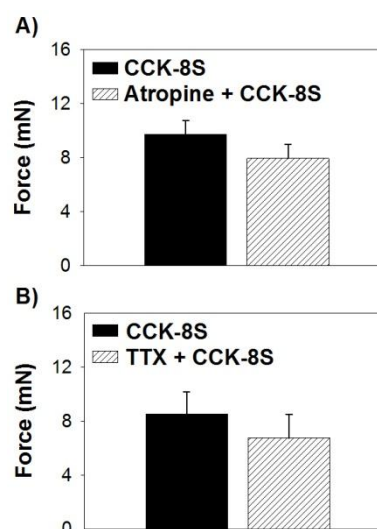 A)
16
CCK-8S
Atropine + CCK-8S
12
8
4
0
Force (mN)
B)
16
CCK-8S
TTX + CCK-8S
12
8
4
0
Force (mN)